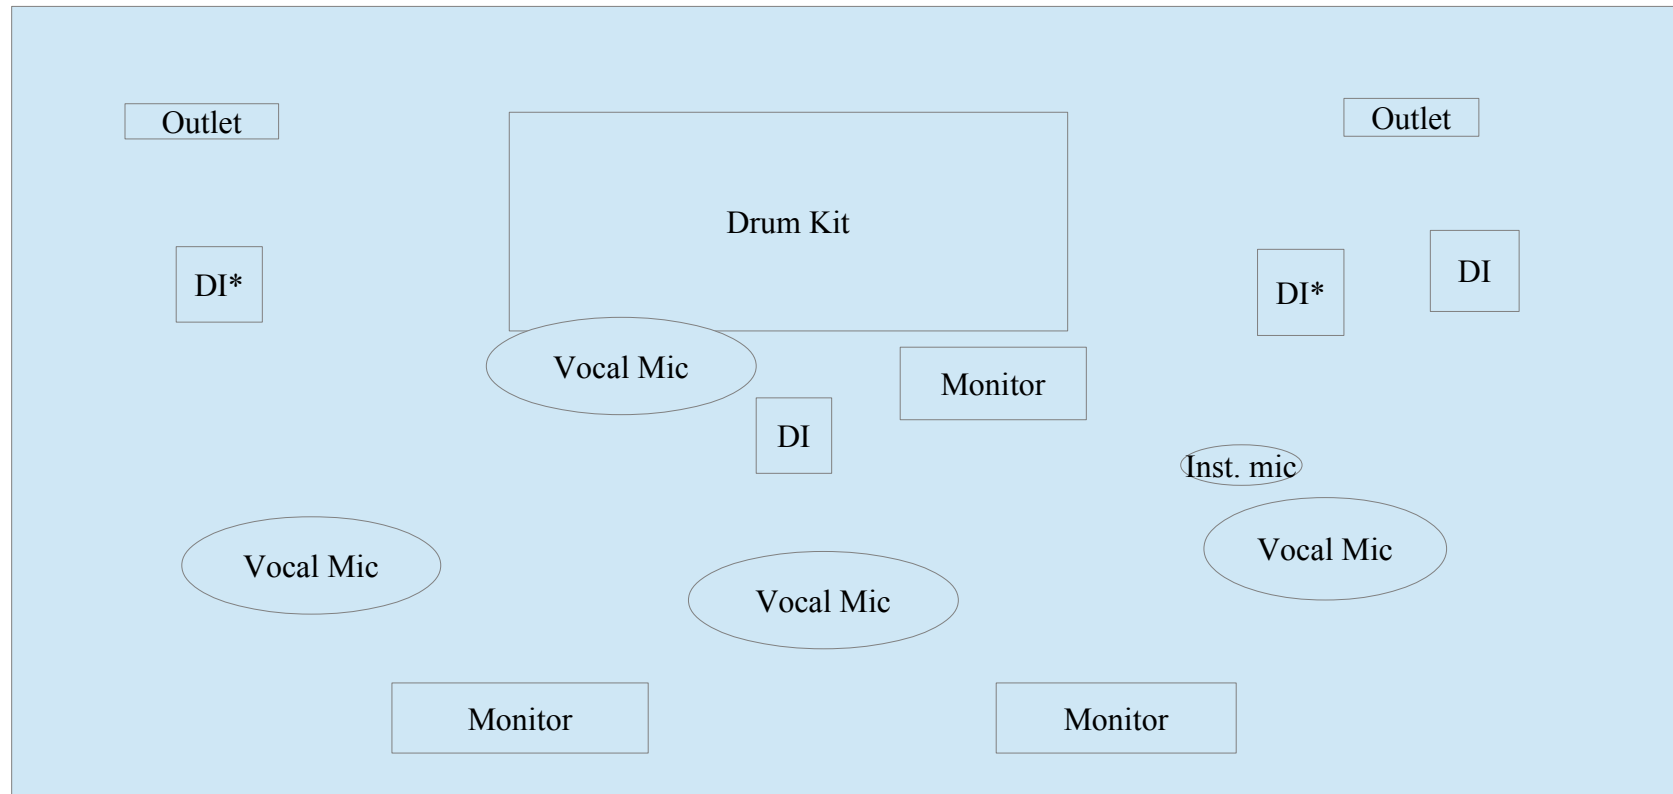 Outlet
Outlet
Drum Kit
DI*
DI*
DI
Vocal Mic
Monitor
DI
Inst. mic
Vocal Mic
Vocal Mic
Vocal Mic
Monitor
Monitor